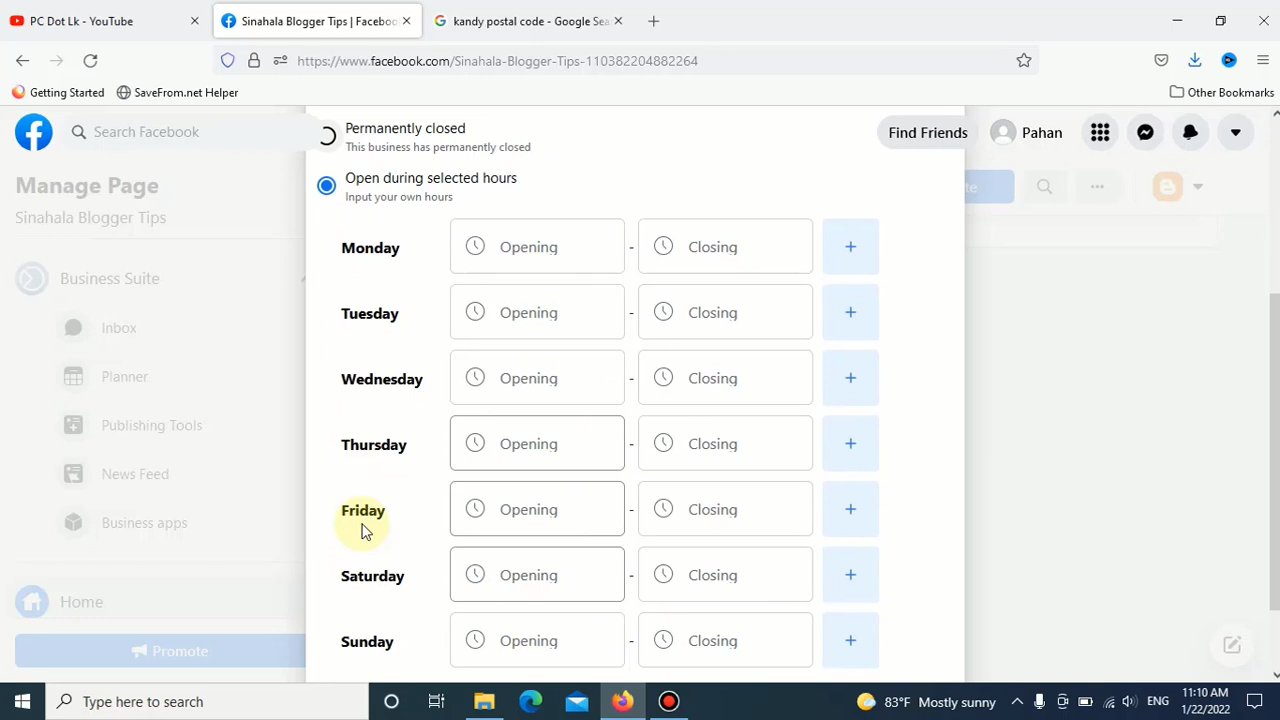 PC Dot Lk - YouTube
Sinahala Blogger Tips | Facebook
kandy postal code - Google Sea
https://www.facebook.com/Sinahala-Blogger-Tips-110382204882264
Getting Started
SaveFrom.net Helper
Other Bookmarks
Search Facebook
Find Friends
Pahan
Manage Page
Sinahala Blogger Tips
Business Suite
Inbox
Planner
Publishing Tools
News Feed
Business apps
Home
Promote
Permanently closed
This business has permanently closed
Open during selected hours
Input your own hours
Monday Opening - Closing +
Tuesday Opening - Closing +
Wednesday Opening - Closing +
Thursday Opening - Closing +
Friday Opening - Closing +
Saturday Opening - Closing +
Sunday Opening - Closing +
Type here to search
83°F Mostly sunny
ENG
11:10 AM
1/22/2022